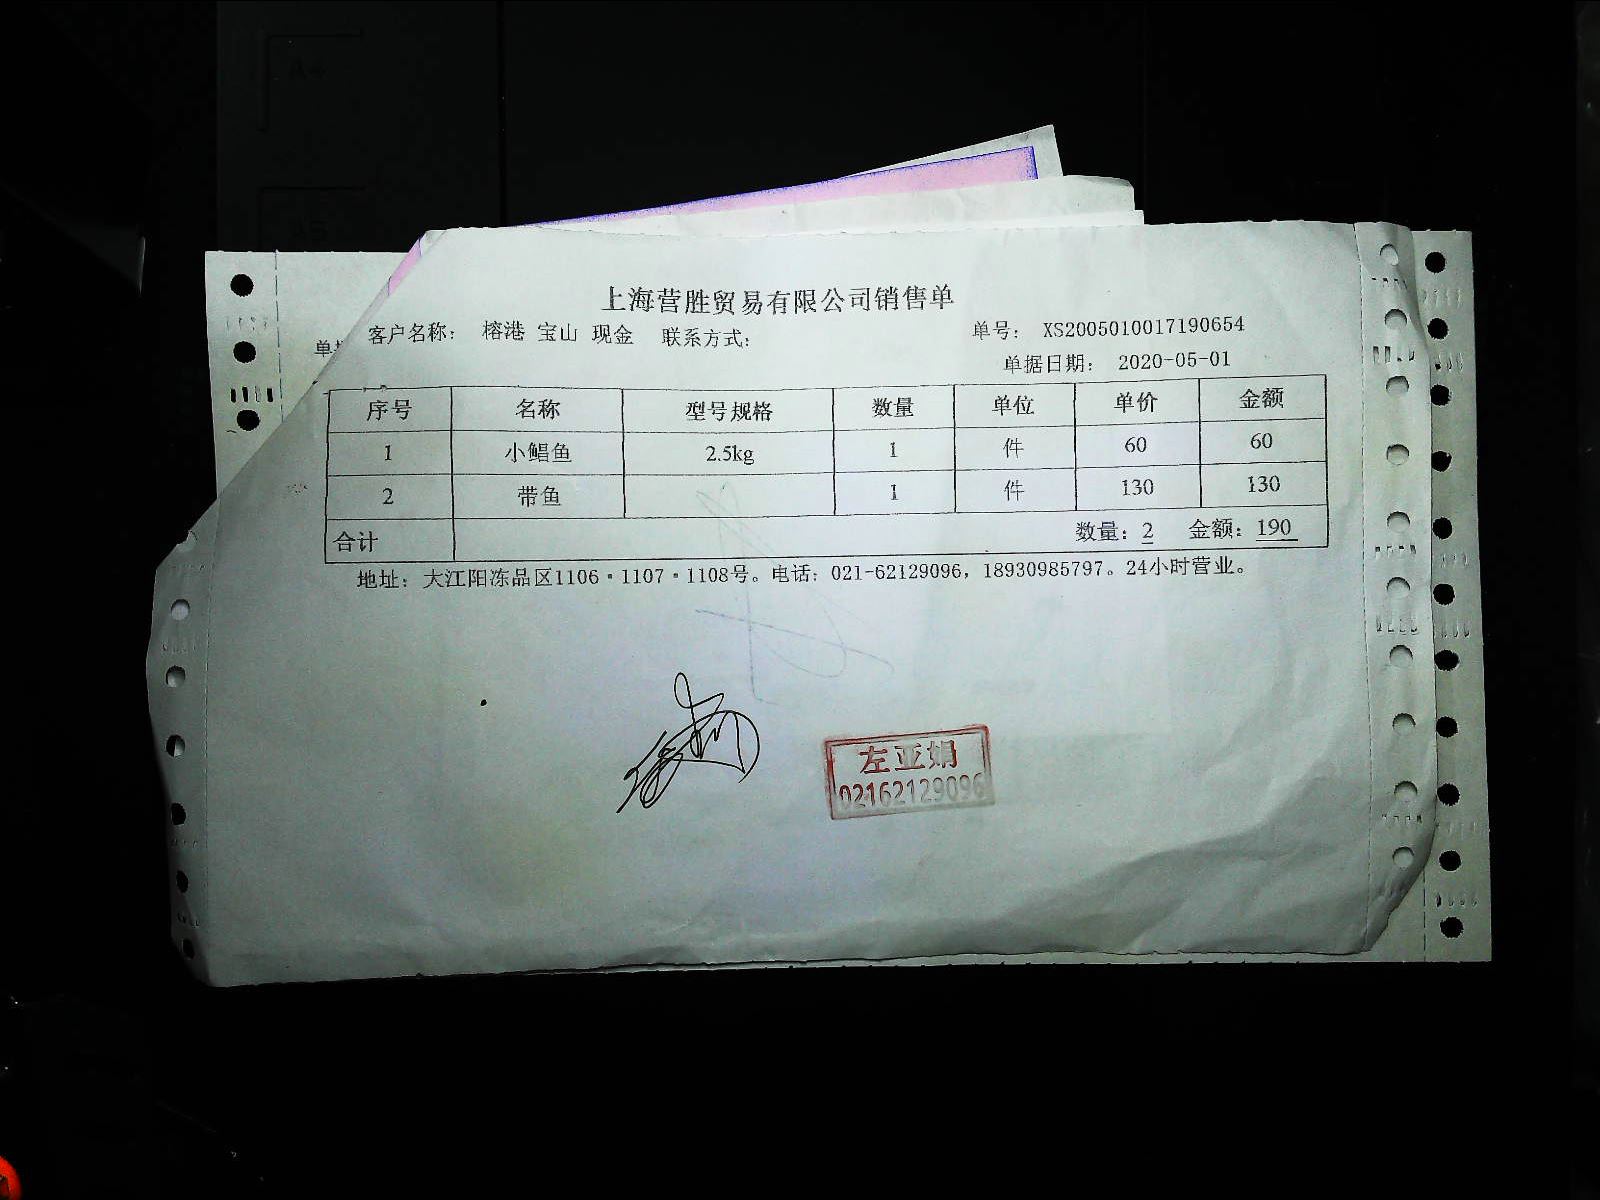 上海营胜贸易有限公司销售单
客户名称： 榕港 宝山 现金 联系方式： 单号： XS2005010017190654
单据日期： 2020-05-01
序号 名称 型号规格 数量 单位 单价 金额
1 小鲳鱼 2.5kg 1 件 60 60
2 带鱼 1 件 130 130
合计 数量：2 金额：190
地址：大江阳冻品区1106·1107·1108号。电话：021-62129096，18930985797。24小时营业。
左亚娟
02162129096